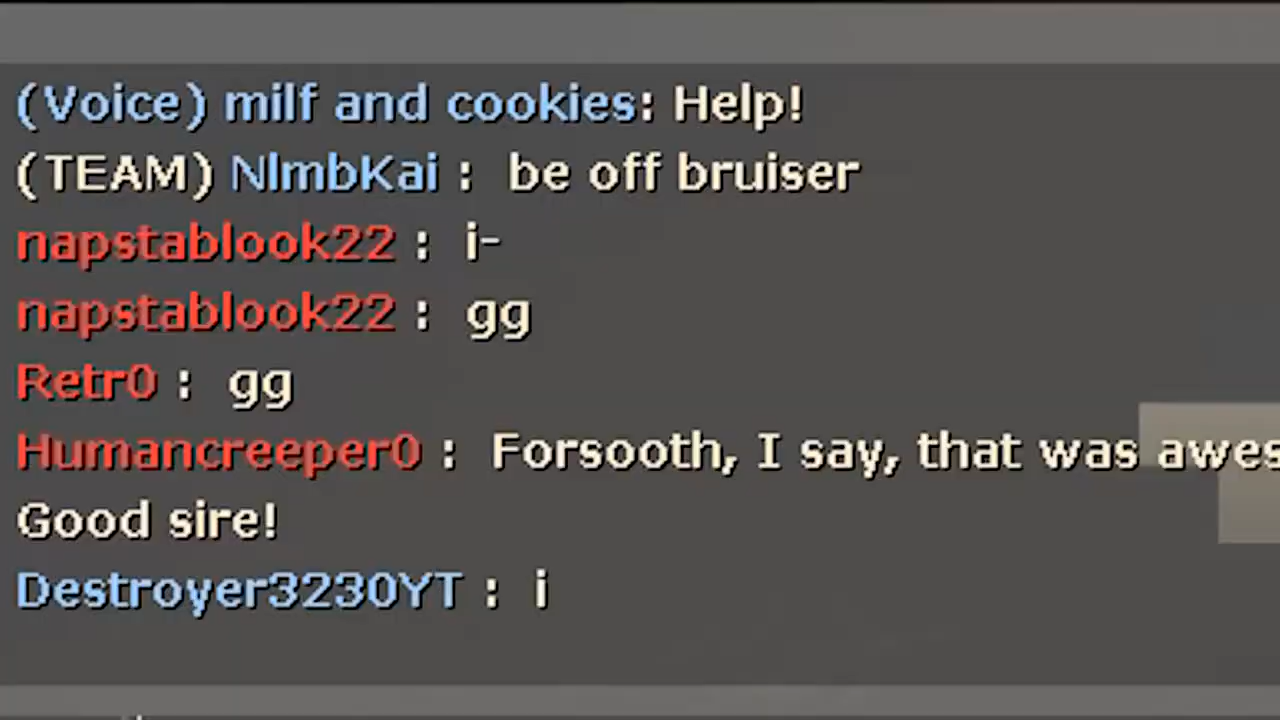 (Voice) milf and cookies: Help!
(TEAM) NlmbKai :  be off bruiser
napstablook22 :  i-
napstablook22 :  gg
Retr0 :  gg
Humancreeper0 :  Forsooth, I say, that was awes
Good sire!
Destroyer3230YT :  i